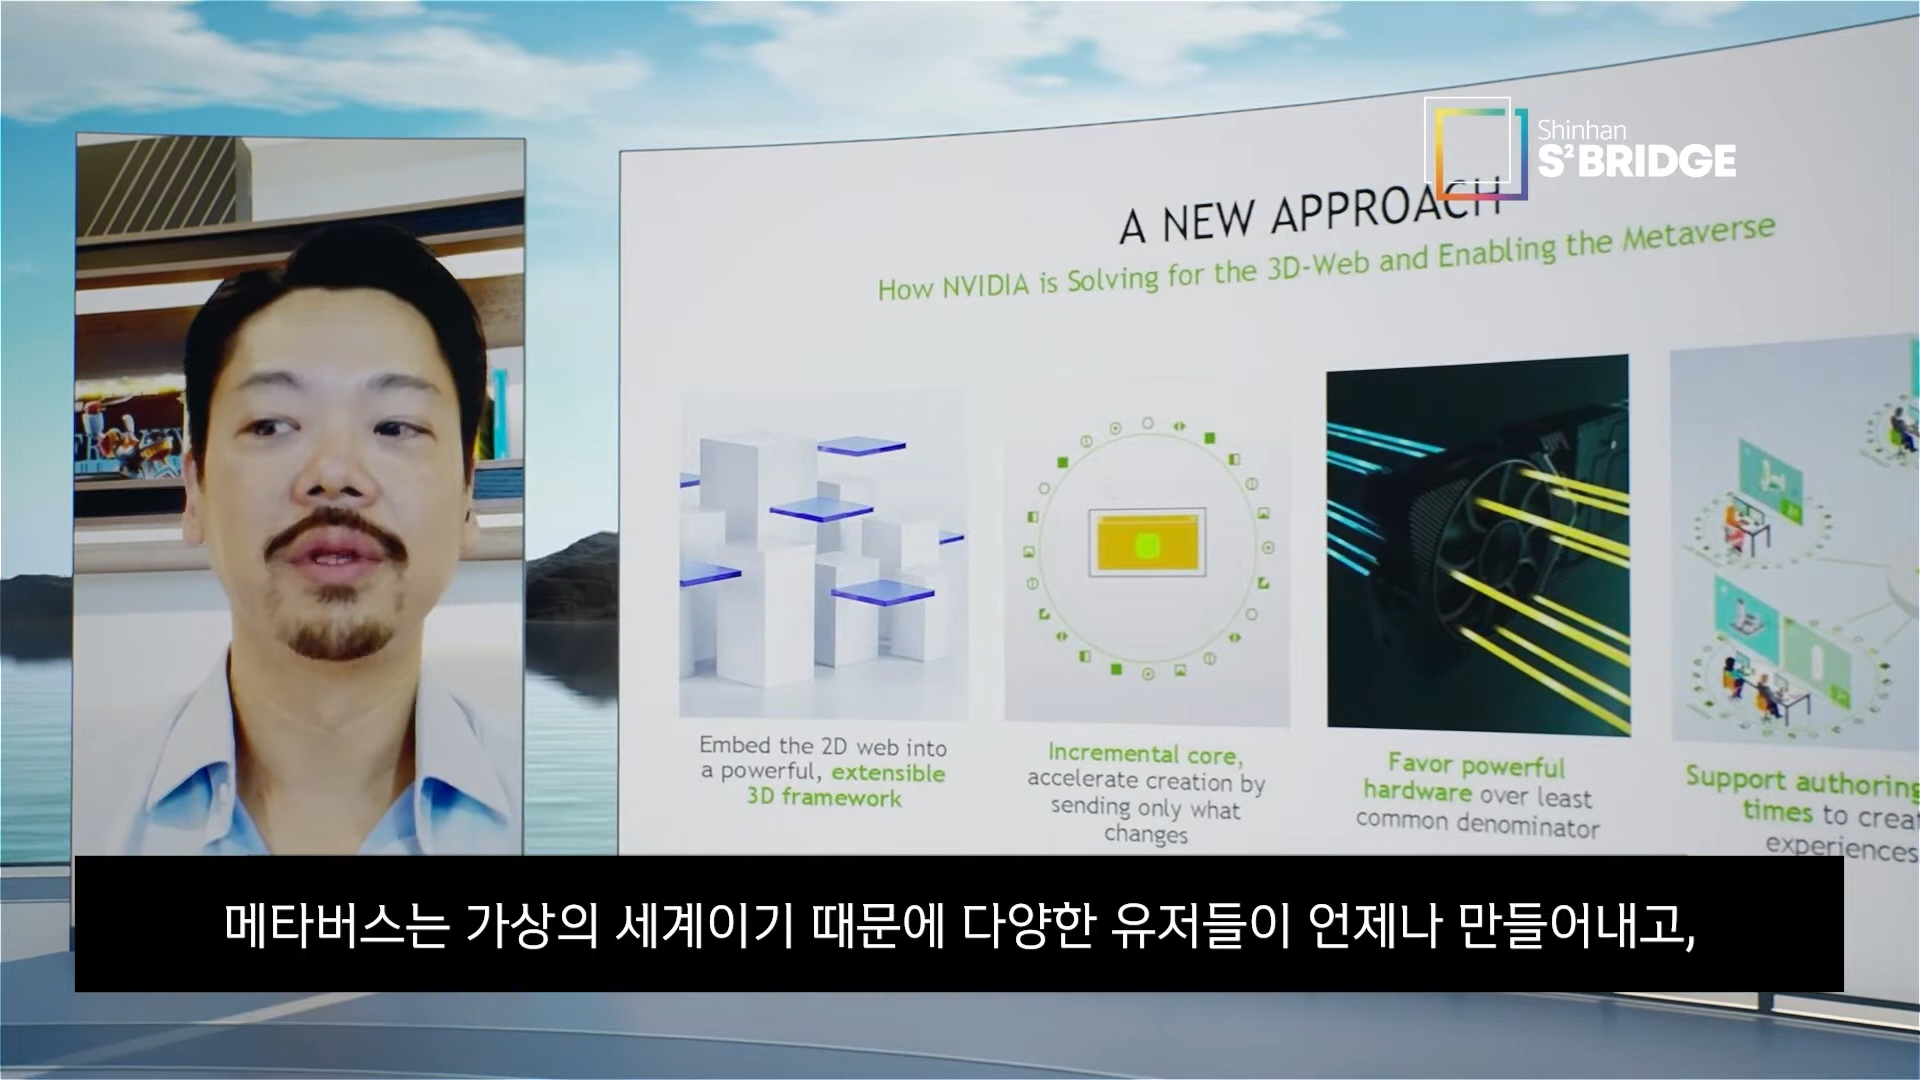 Shinhan
S² BRIDGE
A NEW APPROACH
How NVIDIA is Solving for the 3D-Web and Enabling the Metaverse
Embed the 2D web into
a powerful, extensible
3D framework
Incremental core,
accelerate creation by
sending only what
changes
Favor powerful
hardware over least
common denominator
Support authoring
times to
experiences
메타버스는 가상의 세계이기 때문에 다양한 유저들이 언제나 만들어내고,